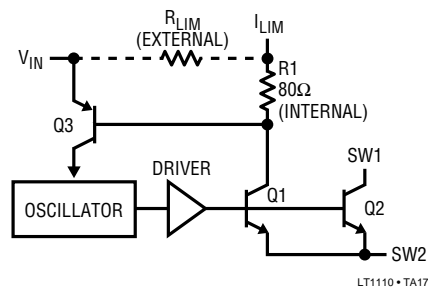 R_LIM
(EXTERNAL)
I_LIM
V_IN
R1
80Ω
(INTERNAL)
Q3
DRIVER
SW1
OSCILLATOR
Q1
Q2
SW2
LT1110 • TA17